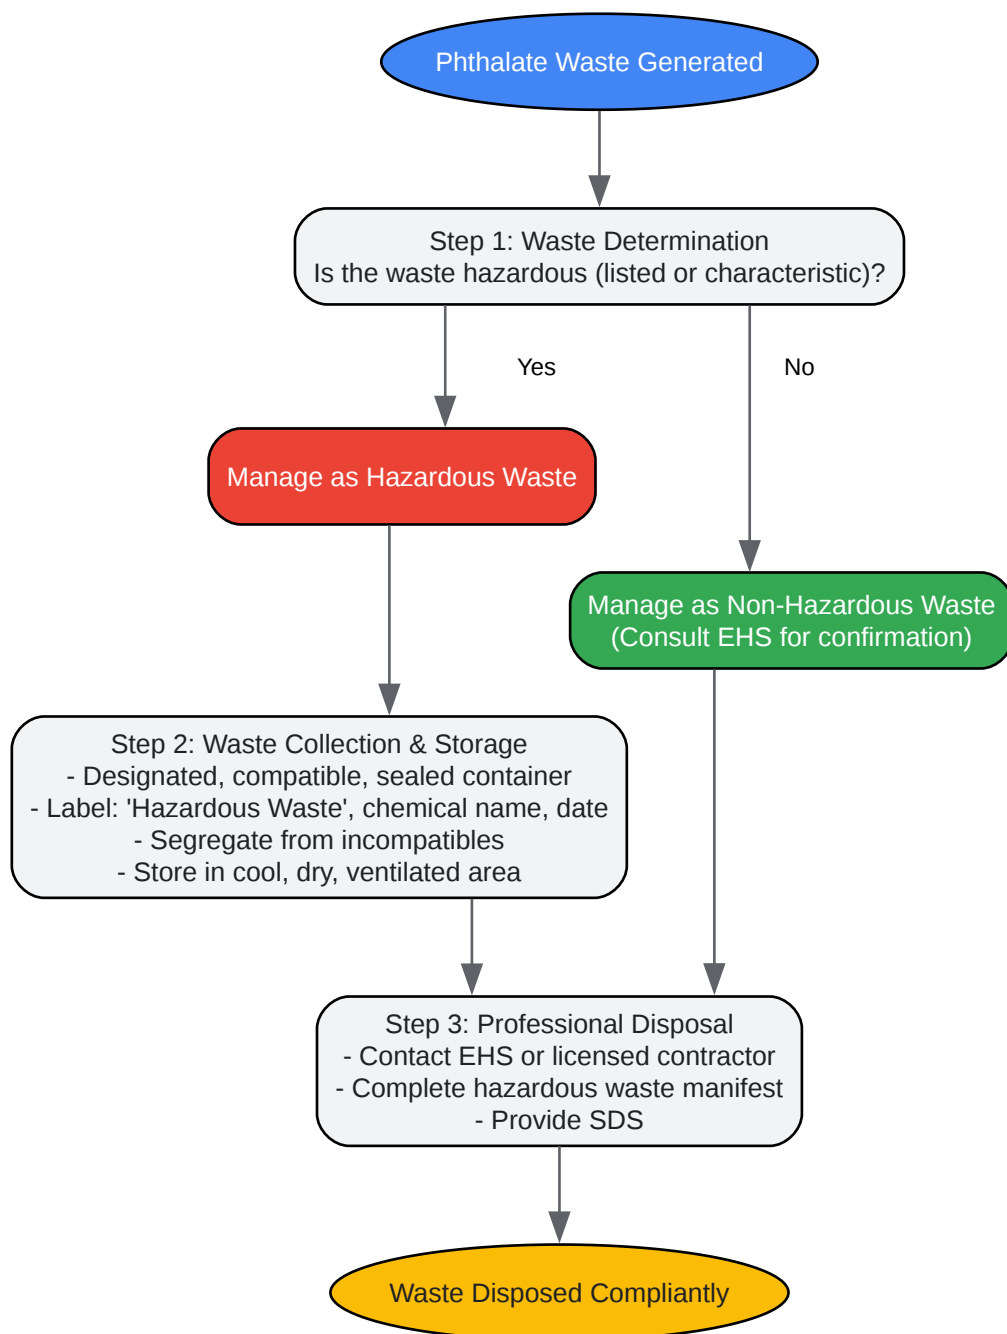 Phthalate Waste Generated
Step 1: Waste Determination
Is the waste hazardous (listed or characteristic)?
Yes
No
Manage as Hazardous Waste
Manage as Non-Hazardous Waste
(Consult EHS for confirmation)
Step 2: Waste Collection & Storage
- Designated, compatible, sealed container
- Label: 'Hazardous Waste', chemical name, date
- Segregate from incompatibles
- Store in cool, dry, ventilated area
Step 3: Professional Disposal
- Contact EHS or licensed contractor
- Complete hazardous waste manifest
- Provide SDS
Waste Disposed Compliantly